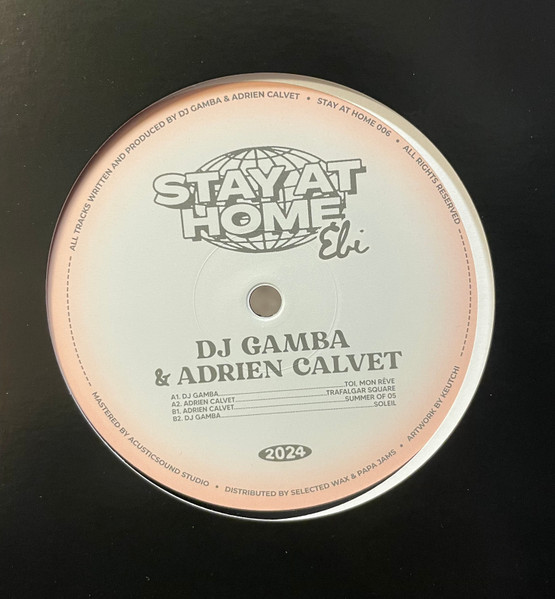 ALL TRACKS WRITTEN AND PRODUCED BY DJ GAMBA & ADRIEN CALVET • STAY AT HOME 006 • ALL RIGHTS RESERVED
STAY AT
HOME
Ebi
DJ GAMBA
& ADRIEN CALVET
A1. DJ GAMBA TOI, MON RÊVE
A2. ADRIEN CALVET TRAFALGAR SQUARE
B1. ADRIEN CALVET SUMMER OF 05
B2. DJ GAMBA SOLEIL
2024
MASTERED BY ACUSTICSOUND STUDIO • DISTRIBUTED BY SELECTED WAX & PAPA JAMS • ARTWORK BY KEUTCHI